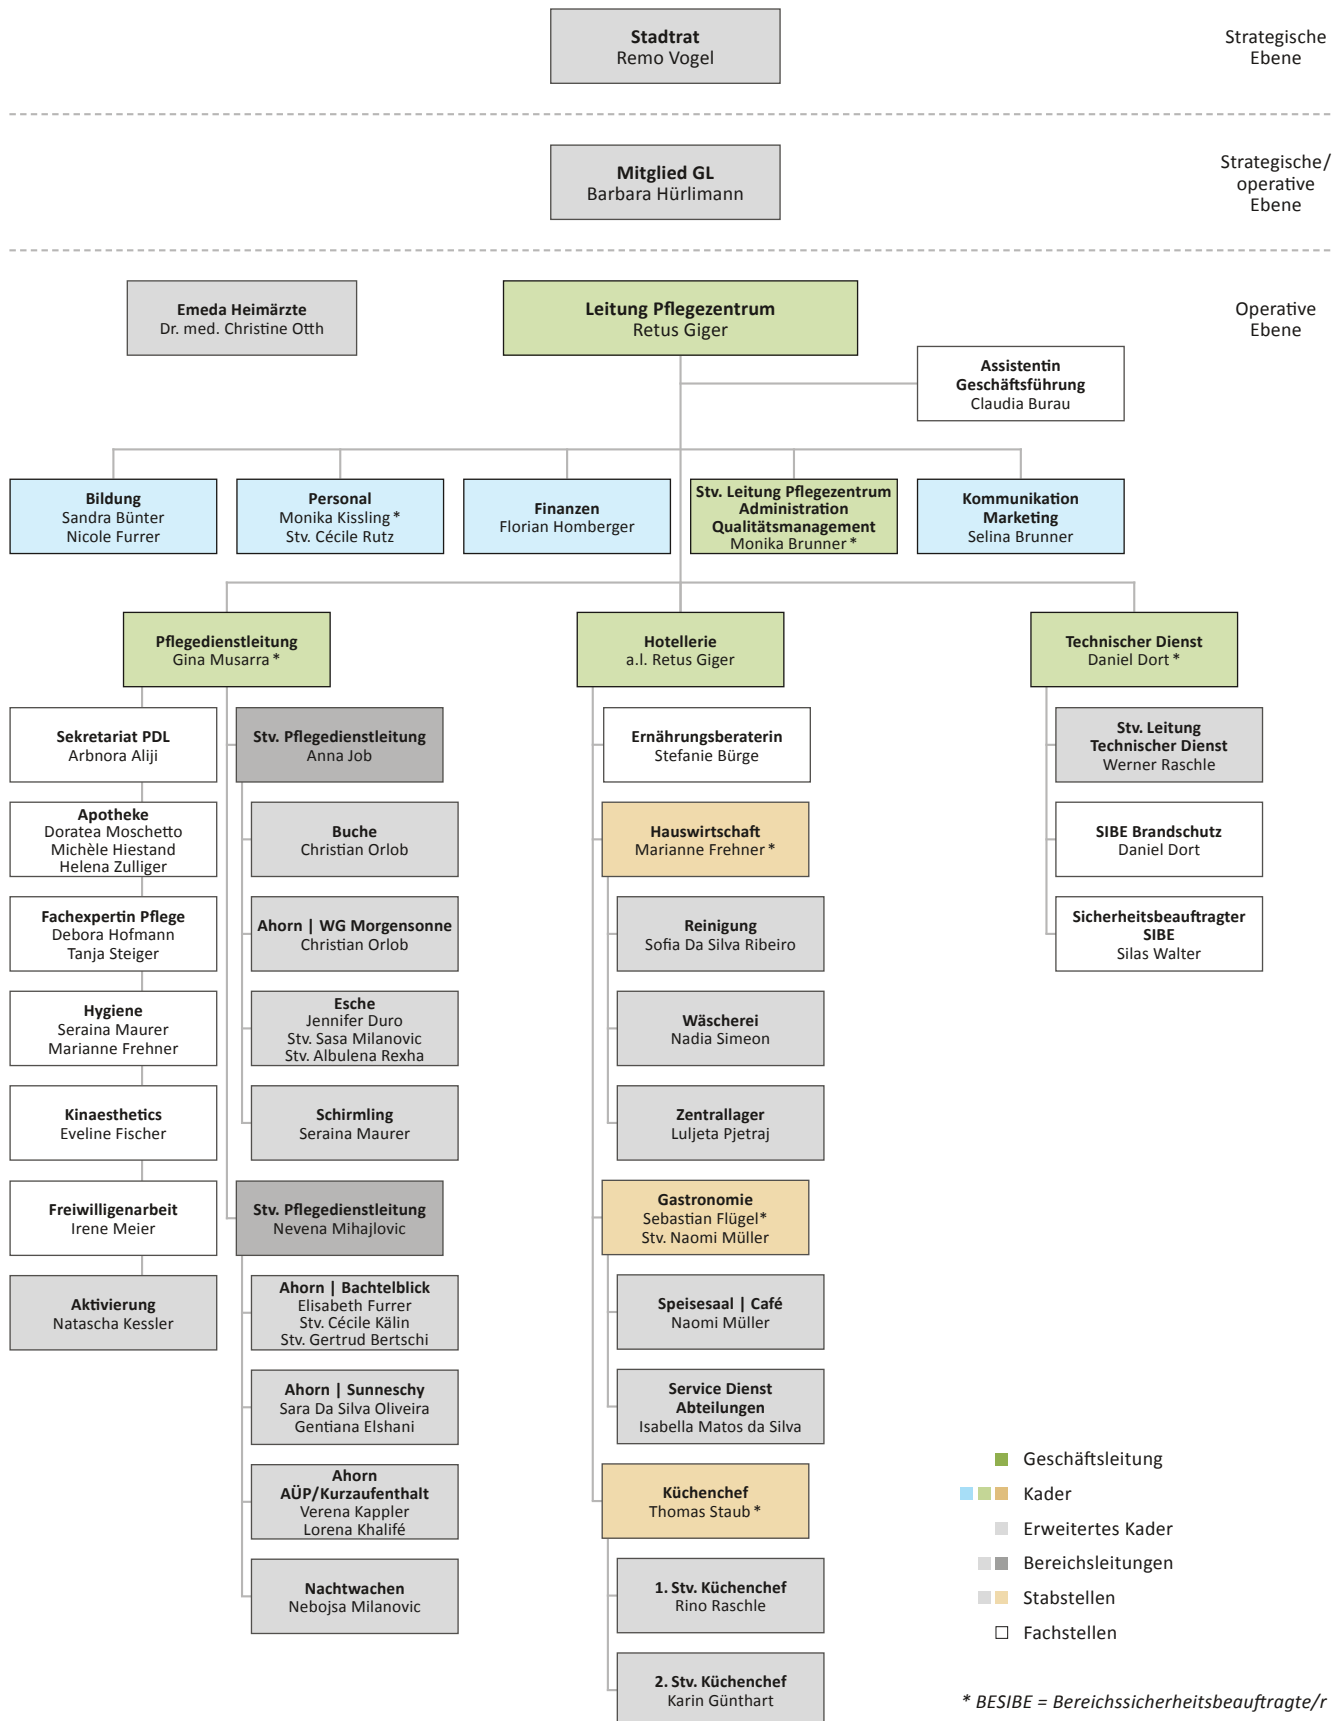 Stadtrat
Remo Vogel
Strategische
Ebene
Mitglied GL
Barbara Hürlimann
Strategische/
operative
Ebene
Emeda Heimärzte
Dr. med. Christine Otth
Leitung Pflegezentrum
Retus Giger
Operative
Ebene
Assistentin
Geschäftsführung
Claudia Burau
Bildung
Sandra Bünter
Nicole Furrer
Personal
Monika Kissling *
Stv. Cécile Rutz
Finanzen
Florian Homberger
Stv. Leitung Pflegezentrum
Administration
Qualitätsmanagement
Monika Brunner *
Kommunikation
Marketing
Selina Brunner
Pflegedienstleitung
Gina Musarra *
Hotellerie
a.l. Retus Giger
Technischer Dienst
Daniel Dort *
Sekretariat PDL
Arbnora Aliji
Apotheke
Doratea Moschetto
Michèle Hiestand
Helena Zulliger
Fachexpertin Pflege
Debora Hofmann
Tanja Steiger
Hygiene
Seraina Maurer
Marianne Frehner
Kinaesthetics
Eveline Fischer
Freiwilligenarbeit
Irene Meier
Aktivierung
Natascha Kessler
Stv. Pflegedienstleitung
Anna Job
Buche
Christian Orlob
Ahorn | WG Morgensonne
Christian Orlob
Esche
Jennifer Duro
Stv. Sasa Milanovic
Stv. Albulena Rexha
Schirmling
Seraina Maurer
Stv. Pflegedienstleitung
Nevena Mihajlovic
Ahorn | Bachtelblick
Elisabeth Furrer
Stv. Cécile Kälin
Stv. Gertrud Bertschi
Ahorn | Sunneschy
Sara Da Silva Oliveira
Gentiana Elshani
Ahorn
AÜP/Kurzaufenthalt
Verena Kappler
Lorena Khalifé
Nachtwachen
Nebojsa Milanovic
Ernährungsberaterin
Stefanie Bürge
Hauswirtschaft
Marianne Frehner *
Reinigung
Sofia Da Silva Ribeiro
Wäscherei
Nadia Simeon
Zentrallager
Luljeta Pjetraj
Gastronomie
Sebastian Flügel*
Stv. Naomi Müller
Speisesaal | Café
Naomi Müller
Service Dienst
Abteilungen
Isabella Matos da Silva
Küchenchef
Thomas Staub *
1. Stv. Küchenchef
Rino Raschle
2. Stv. Küchenchef
Karin Günthart
Stv. Leitung
Technischer Dienst
Werner Raschle
SIBE Brandschutz
Daniel Dort
Sicherheitsbeauftragter
SIBE
Silas Walter
Geschäftsleitung
Kader
Erweitertes Kader
Bereichsleitungen
Stabstellen
Fachstellen
* BESIBE = Bereichssicherheitsbeauftragte/r